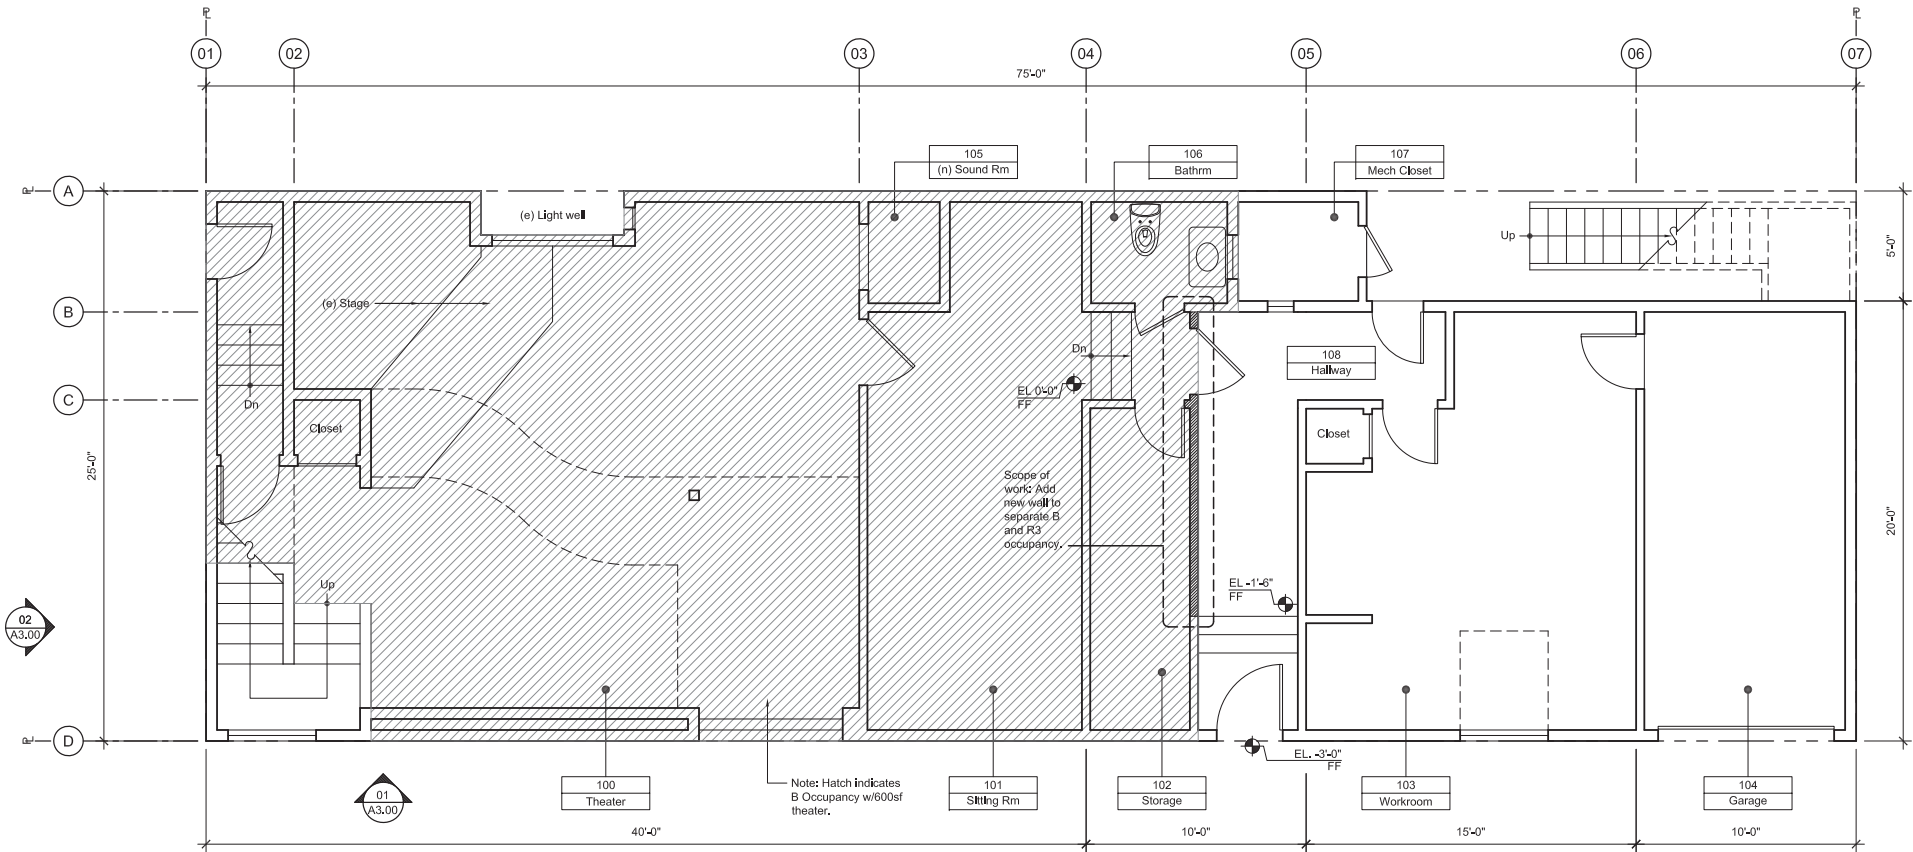 PL
PL
01
02
03
04
05
06
07
75'-0"
105
(n) Sound Rm
106
Bathrm
107
Mech Closet
PL
A
(e) Light well
Up
5'-0"
(e) Stage
B
Dn
108
Hallway
EL 0'-0"
FF
C
Dn
Closet
Closet
25'-0"
Scope of
work: Add
new wall to
separate B
and R3
occupancy.
20'-0"
Up
EL -1'-6"
FF
02
A3.00
PL
D
EL. -3'-0"
FF
01
A3.00
100
Theater
Note: Hatch indicates
B Occupancy w/600sf
theater.
101
Sitting Rm
102
Storage
103
Workroom
104
Garage
40'-0"
10'-0"
15'-0"
10'-0"